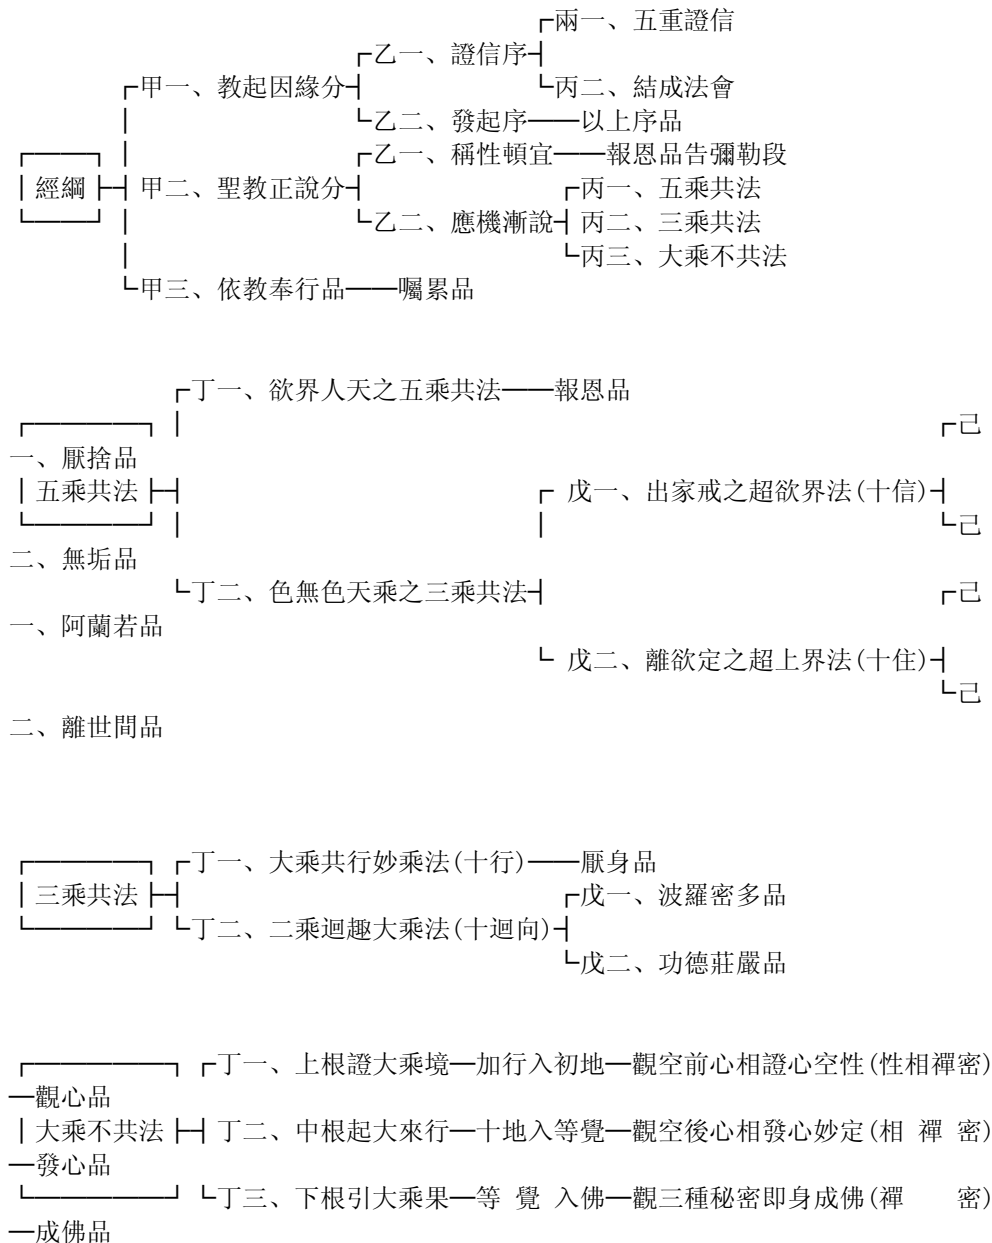 兩一、五重證信
乙一、證信序
甲一、教起因緣分 丙二、結成法會
乙二、發起序——以上序品
乙一、稱性頓宜——報恩品告彌勒段
經綱 甲二、聖教正說分 丙一、五乘共法
乙二、應機漸說 丙二、三乘共法
丙三、大乘不共法
甲三、依教奉行品——囑累品
丁一、欲界人天之五乘共法——報恩品
己
一、厭捨品
五乘共法 戊一、出家戒之超欲界法(十信)
己
二、無垢品
丁二、色無色天乘之三乘共法 己
一、阿蘭若品
戊二、離欲定之超上界法(十住)
己
二、離世間品
丁一、大乘共行妙乘法(十行)——厭身品
三乘共法 戊一、波羅密多品
丁二、二乘迴趣大乘法(十迴向)
戊二、功德莊嚴品
丁一、上根證大乘境—加行入初地—觀空前心相證心空性(性相禪密)
—觀心品
大乘不共法 丁二、中根起大來行—十地入等覺—觀空後心相發心妙定(相 禪 密)
—發心品
丁三、下根引大乘果—等 覺 入佛—觀三種秘密即身成佛(禪 密)
—成佛品